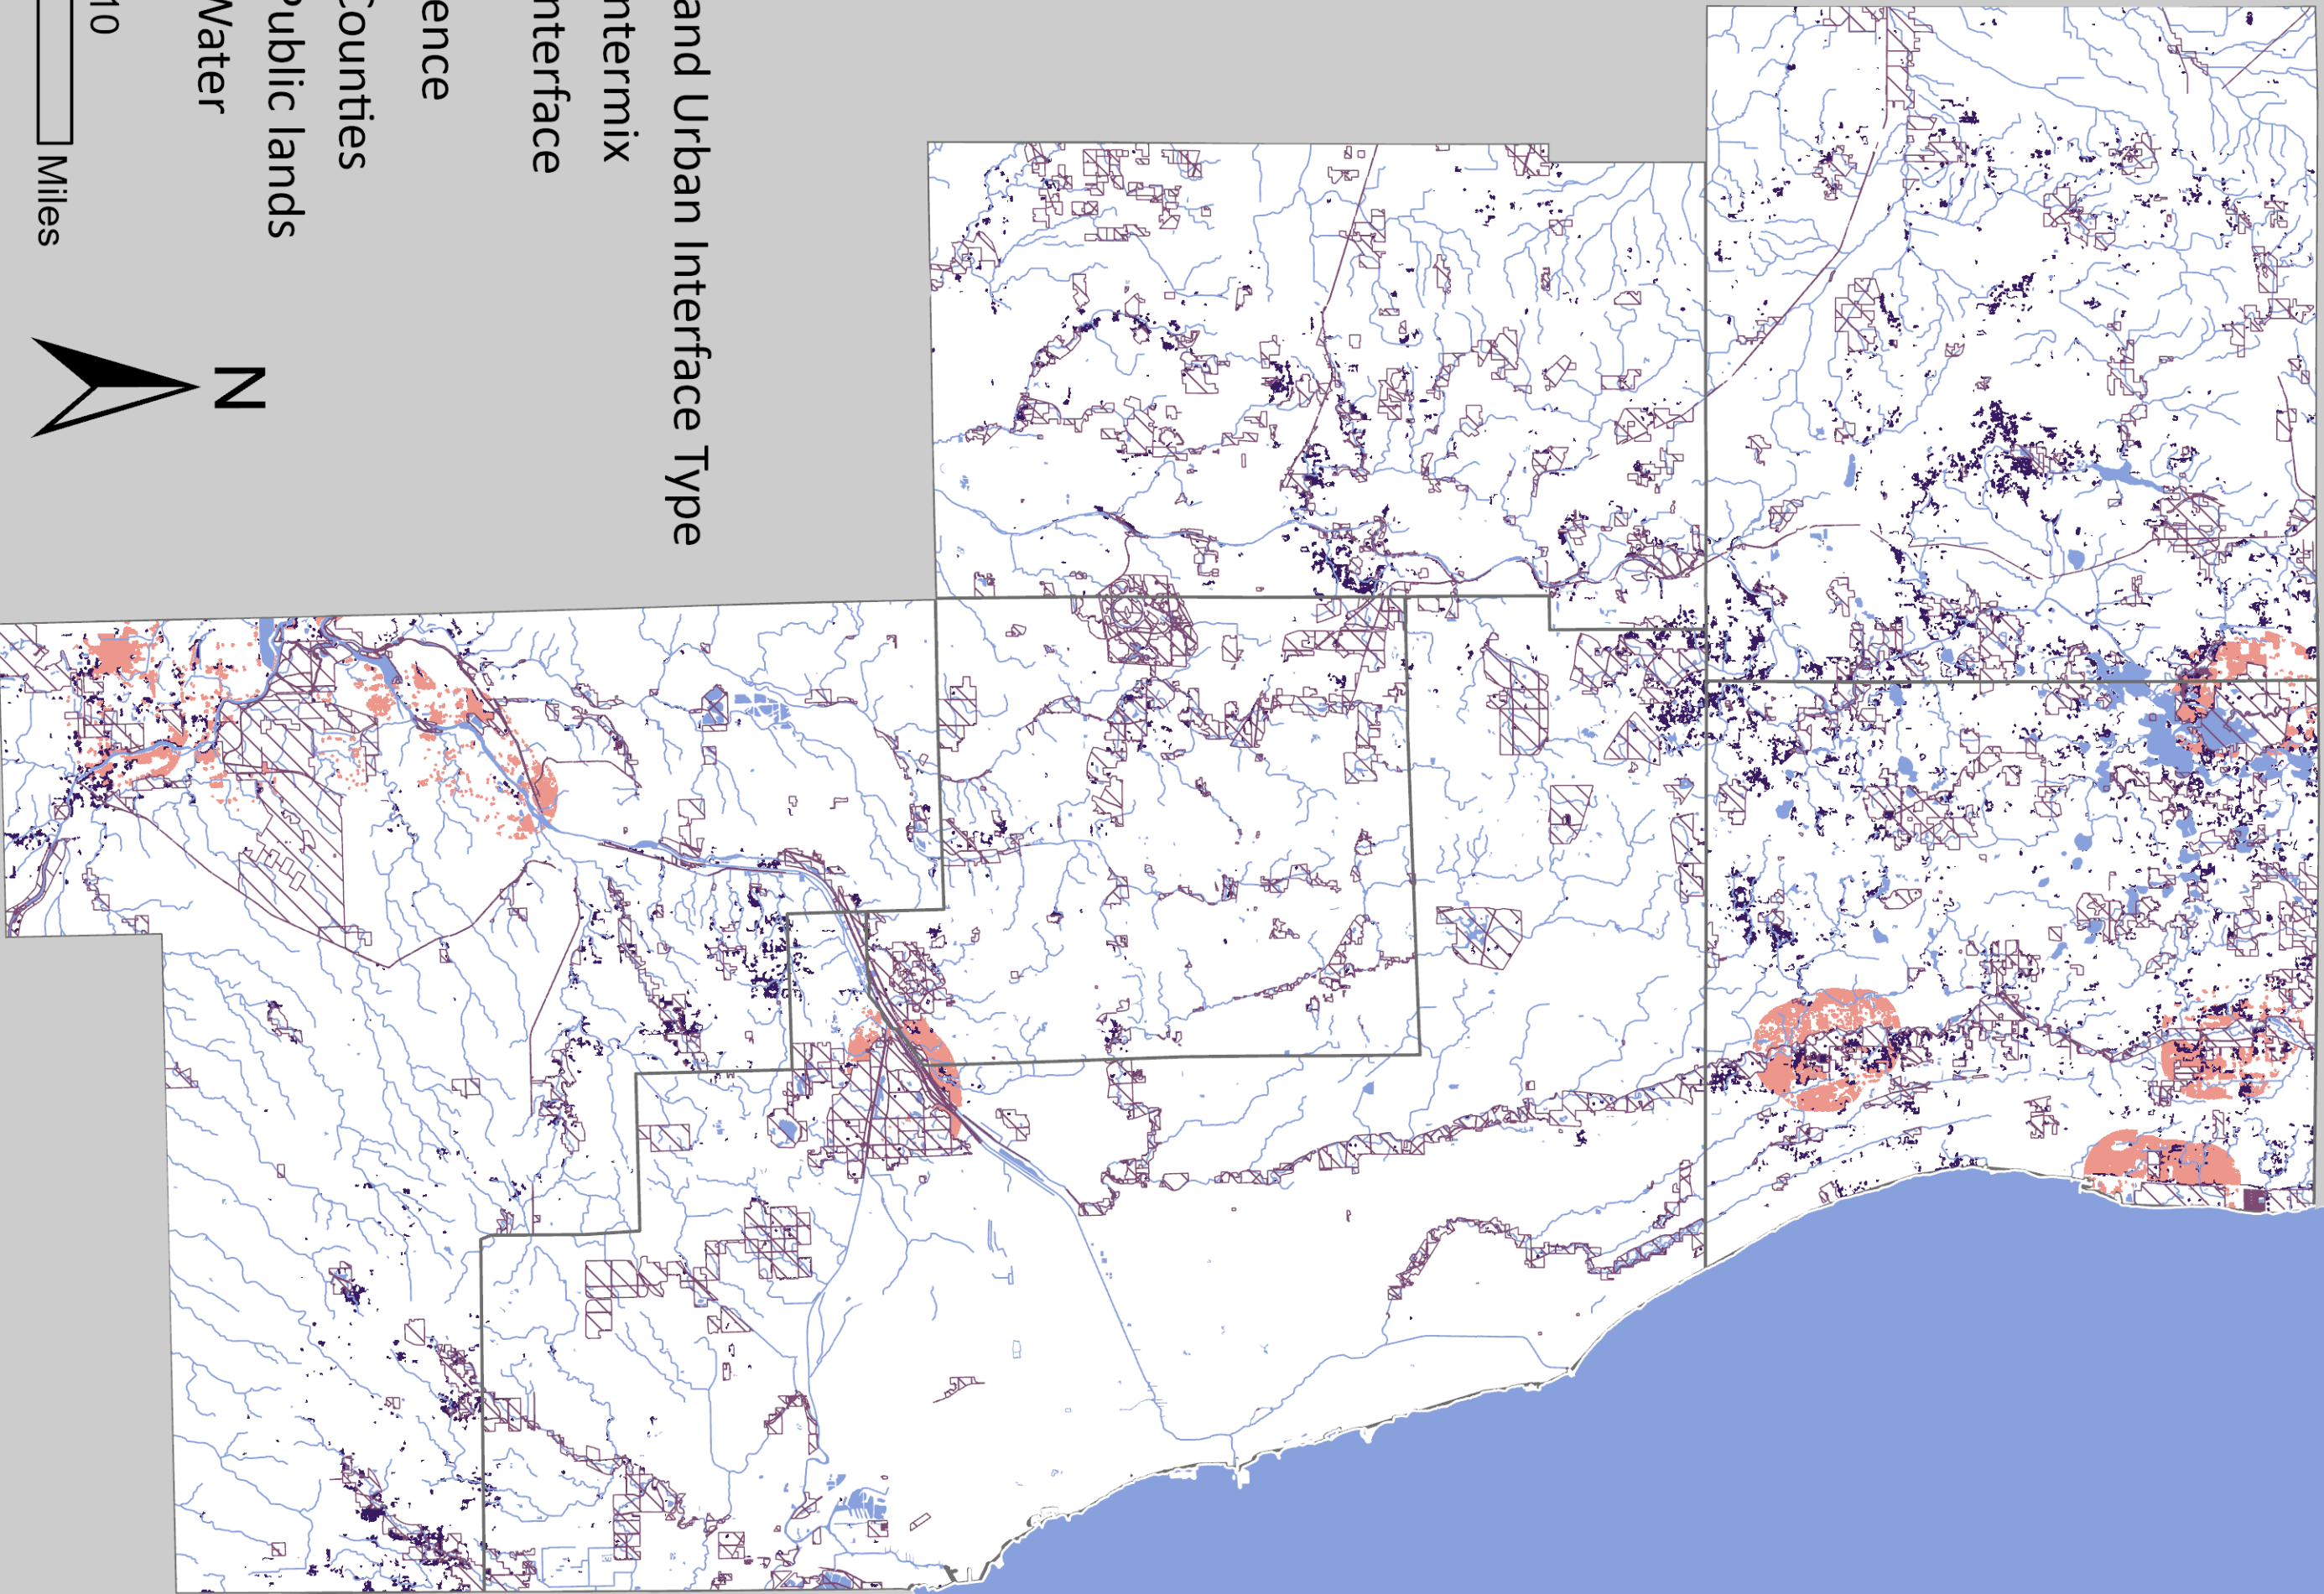 and Urban Interface Type
ntermix
nterface
ence
Counties
Public lands
Water
N
10
Miles